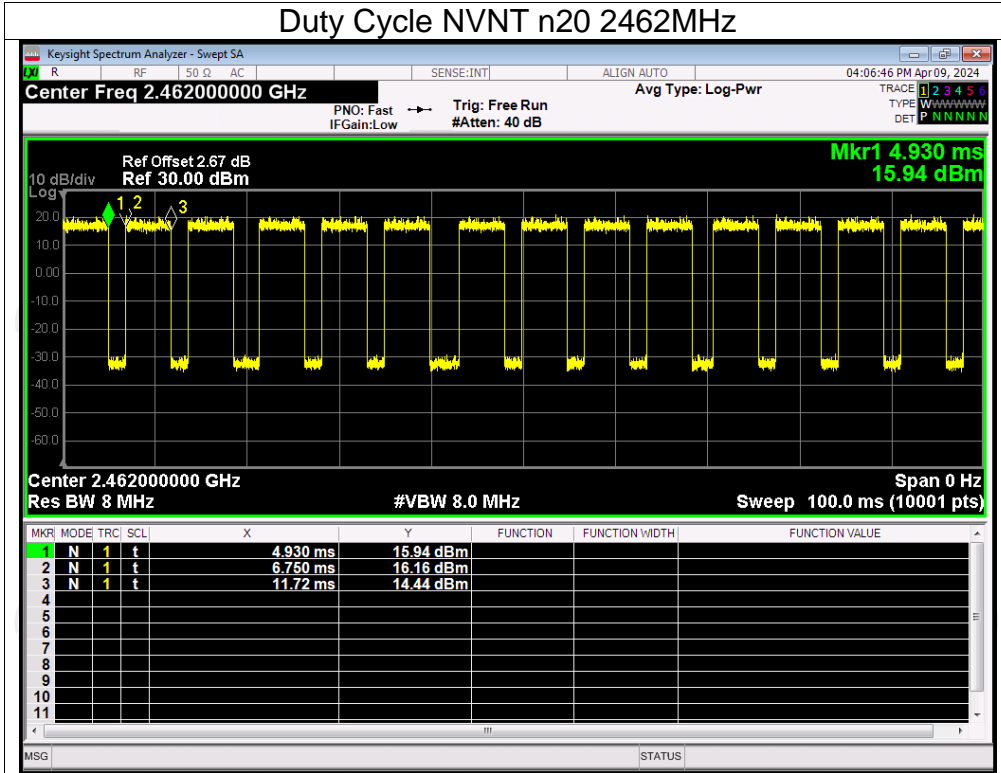 Duty Cycle NVNT n20 2462MHz
Keysight Spectrum Analyzer - Swept SA
LXI R RF 50 Ω AC SENSE:INT ALIGN AUTO 04:06:46 PM Apr 09, 2024
Center Freq 2.462000000 GHz Avg Type: Log-Pwr TRACE 1 2 3 4 5 6
PNO: Fast Trig: Free Run TYPE W
IFGain:Low #Atten: 40 dB DET P N N N N N
Mkr1 4.930 ms
Ref Offset 2.67 dB
10 dB/div Ref 30.00 dBm 15.94 dBm
Log
1 2 3
20.0
10.0
0.00
-10.0
-20.0
-30.0
-40.0
-50.0
-60.0
Center 2.462000000 GHz Span 0 Hz
Res BW 8 MHz #VBW 8.0 MHz Sweep 100.0 ms (10001 pts)
MKR MODE TRC SCL X Y FUNCTION FUNCTION WIDTH FUNCTION VALUE
1 N 1 t 4.930 ms 15.94 dBm
2 N 1 t 6.750 ms 16.16 dBm
3 N 1 t 11.72 ms 14.44 dBm
4
5
6
7
8
9
10
11
MSG STATUS